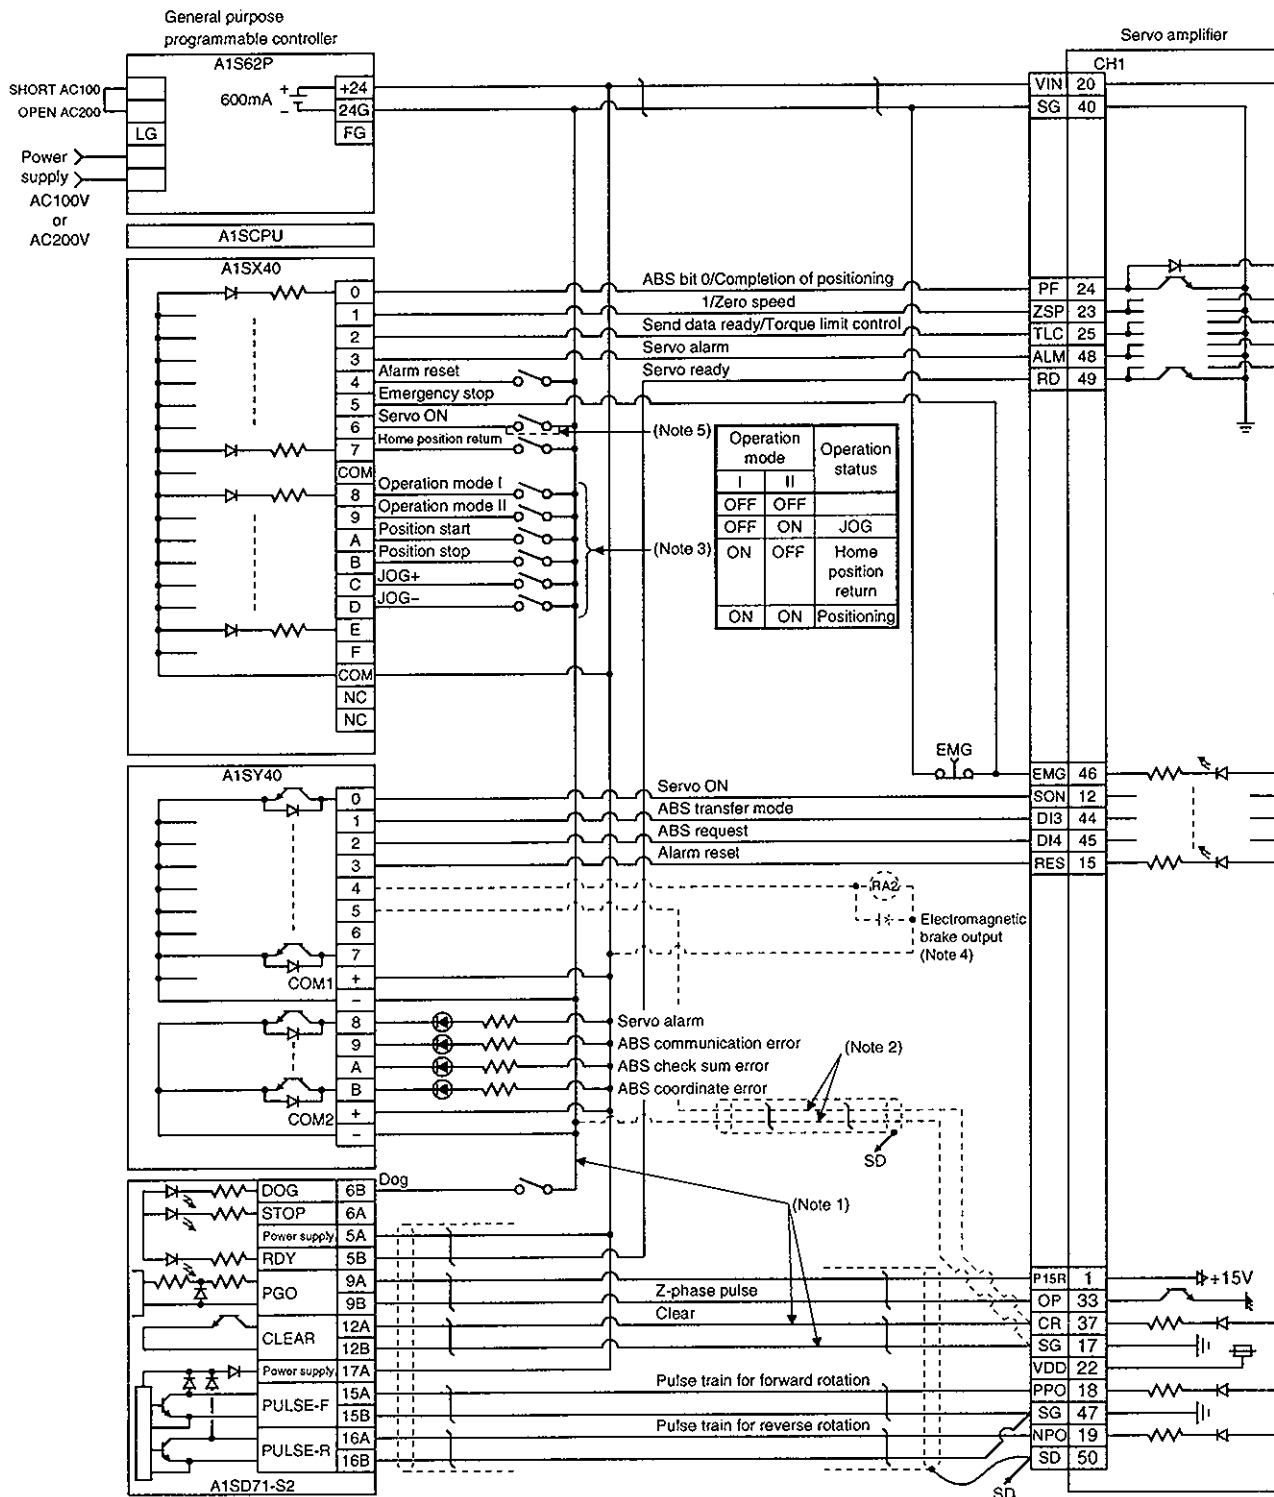 General purpose
programmable controller
Servo amplifier
A1S62P
CH1
SHORT AC100
OPEN AC200
600mA
+
−
+24
24G
FG
LG
VIN 20
SG 40
Power
supply
AC100V
or
AC200V
A1SCPU
A1SX40
0
ABS bit 0/Completion of positioning
PF 24
1
1/Zero speed
ZSP 23
2
Send data ready/Torque limit control
TLC 25
3
Servo alarm
ALM 48
4
Alarm reset
Servo ready
RD 49
5
Emergency stop
6
Servo ON
(Note 5)
7
Home position return
COM
8
Operation mode I
9
Operation mode II
A
Position start
(Note 3)
B
Position stop
C
JOG+
D
JOG−
E
F
COM
NC
NC
Operation
mode
Operation
status
I II
OFF OFF
OFF ON JOG
ON OFF Home
position
return
ON ON Positioning
EMG
EMG 46
A1SY40
0
Servo ON
SON 12
1
ABS transfer mode
DI3 44
2
ABS request
DI4 45
3
Alarm reset
RES 15
4
RA2
5
Electromagnetic
brake output
(Note 4)
6
7
COM1
+
−
8
Servo alarm
9
ABS communication error
(Note 2)
A
ABS check sum error
B
ABS coordinate error
COM2
+
−
SD
DOG 6B
Dog
STOP 6A
(Note 1)
Power supply 5A
RDY 5B
PGO
9A
P15R 1
+15V
9B
Z-phase pulse
OP 33
CLEAR
12A
Clear
CR 37
12B
SG 17
Power supply 17A
VDD 22
PULSE-F
15A
Pulse train for forward rotation
PPO 18
15B
SG 47
PULSE-R
16A
Pulse train for reverse rotation
NPO 19
16B
SD 50
A1SD71-S2
SD